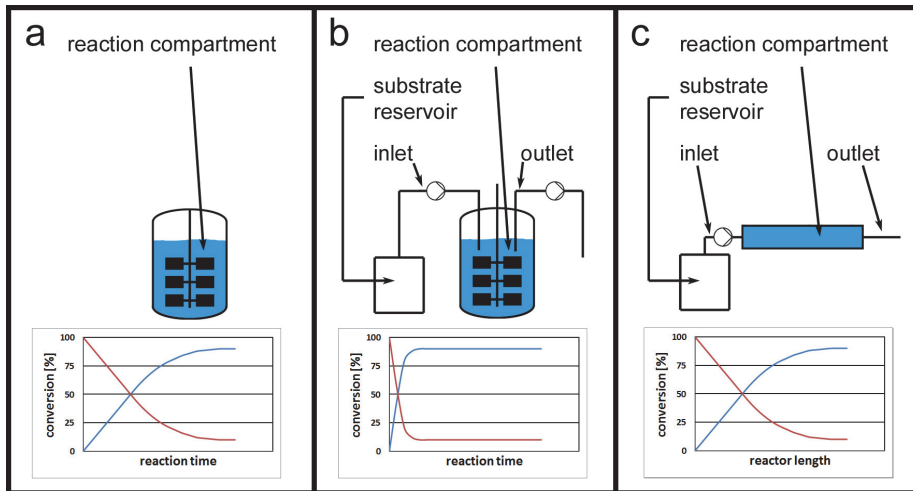 a
reaction compartment
100
75
50
25
0
conversion [%]
reaction time
b
reaction compartment
substrate
reservoir
inlet
outlet
100
75
50
25
0
conversion [%]
reaction time
c
reaction compartment
substrate
reservoir
inlet
outlet
100
75
50
25
0
conversion [%]
reactor length